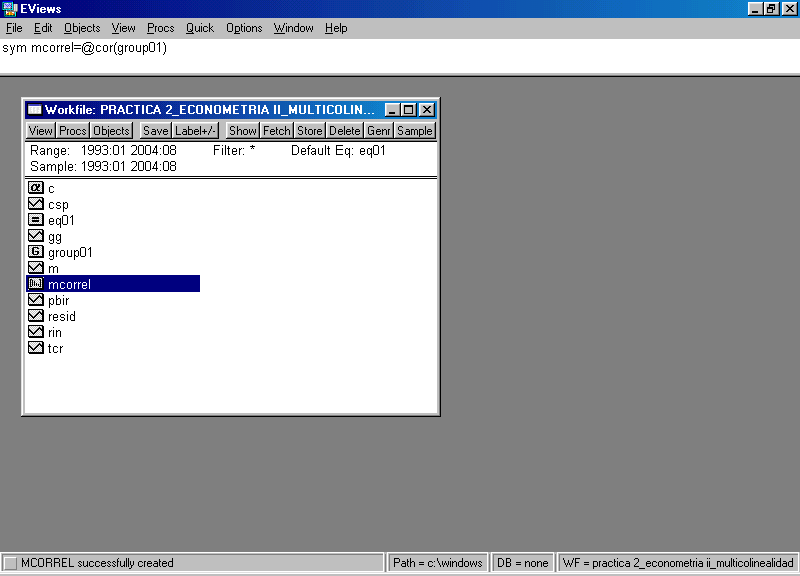 EViews
File Edit Objects View Procs Quick Options Window Help
sym mcorrel=@cor(group01)
Workfile: PRACTICA 2_ECONOMETRIA II_MULTICOLIN...
View Procs Objects Save Label+/- Show Fetch Store Delete Genr Sample
Range: 1993:01 2004:08 Filter: * Default Eq: eq01
Sample: 1993:01 2004:08
c
csp
eq01
gg
group01
m
mcorrel
pbir
resid
rin
tcr
MCORREL successfully created Path = c:\windows DB = none WF = practica 2_econometria ii_multicolinealidad